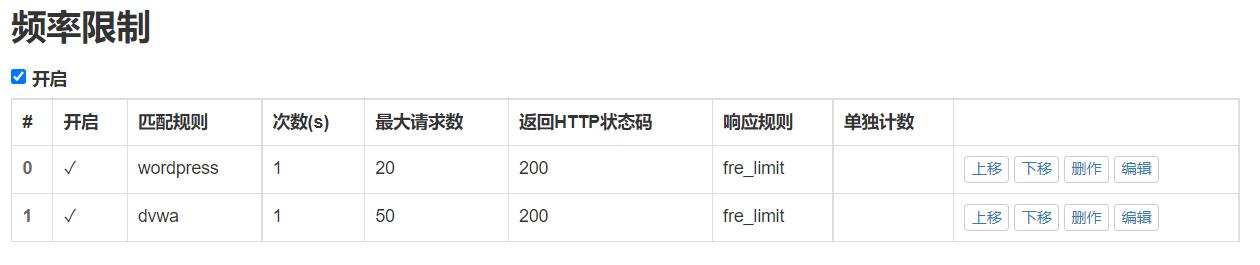 频率限制
开启
# 开启 匹配规则 次数(s) 最大请求数 返回HTTP状态码 响应规则 单独计数
0 ✓ wordpress 1 20 200 fre_limit 上移 下移 删作 编辑
1 ✓ dvwa 1 50 200 fre_limit 上移 下移 删作 编辑